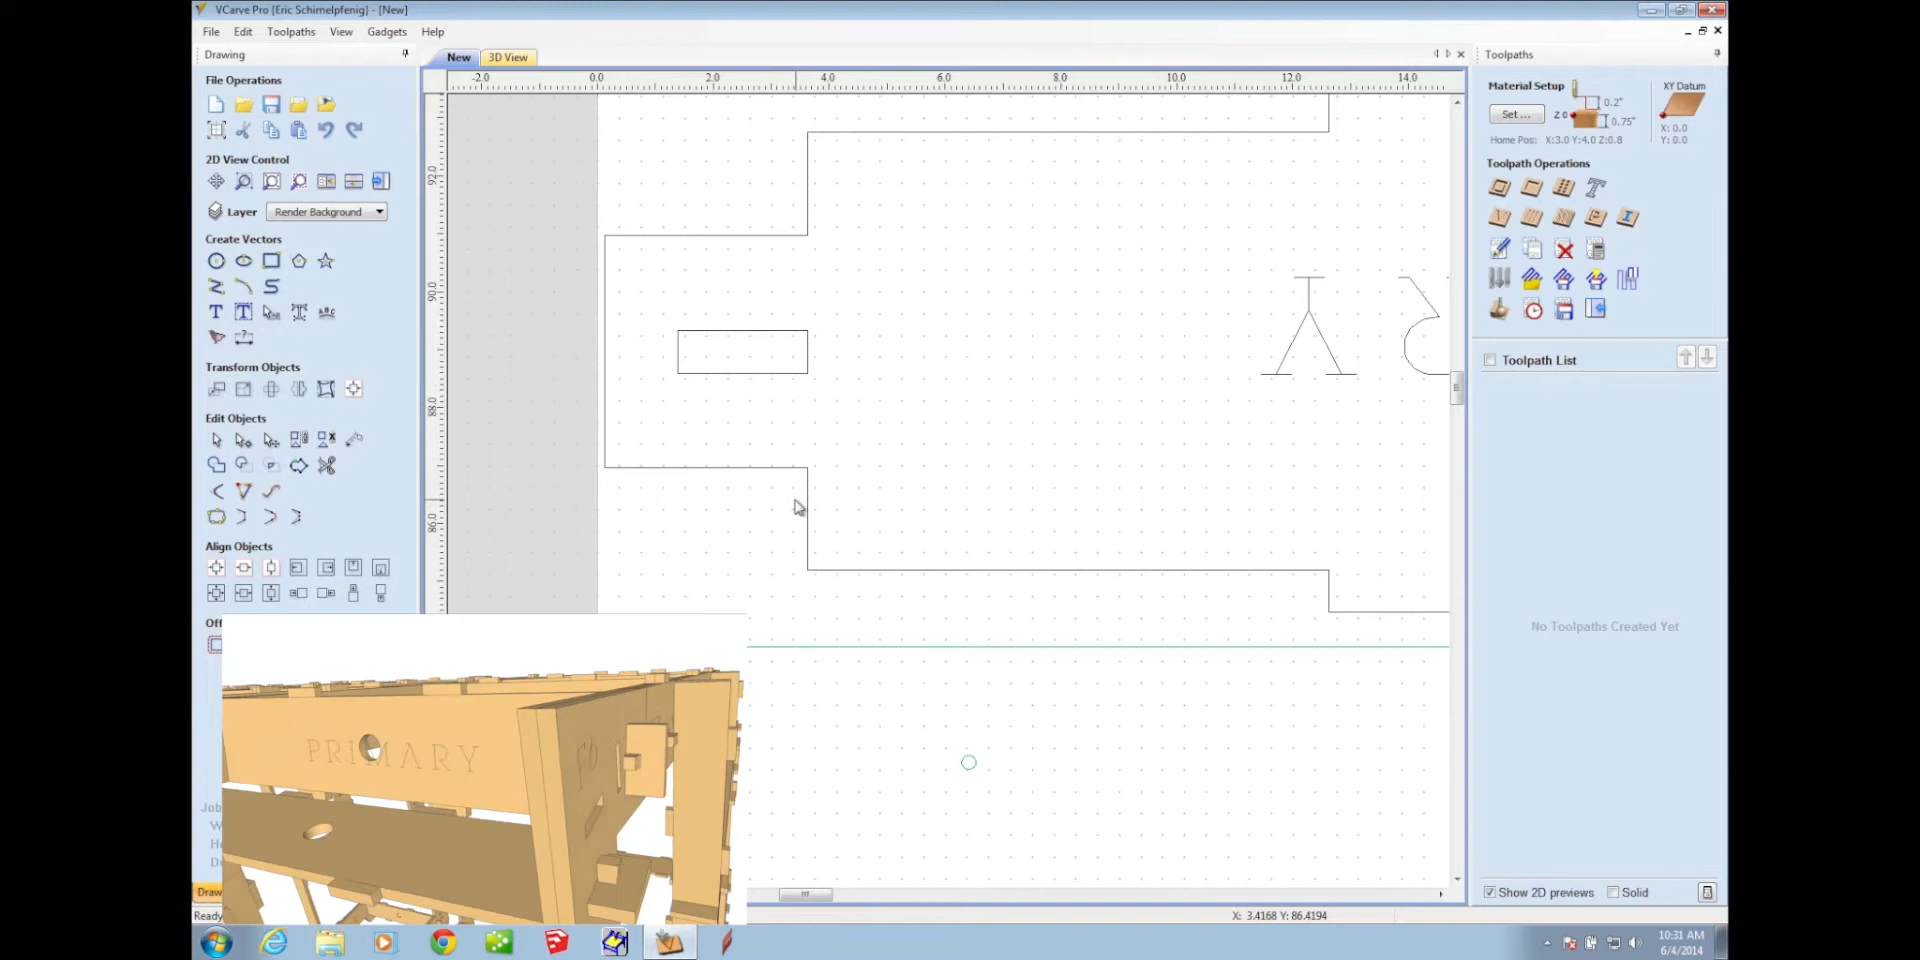 VCarve Pro {Eric Schimelpfenig} - [New]
File Edit Toolpaths View Gadgets Help
Drawing
File Operations
2D View Control
Layer Render Background
Create Vectors
Transform Objects
Edit Objects
Align Objects
Off
Job
W
H
D
Draw
Ready
New 3D View
-2.0 0.0 2.0 4.0 6.0 8.0 10.0 12.0 14.0
92.0
90.0
88.0
86.0
Y R
PRIMARY
X: 3.4168 Y: 86.4194
Toolpaths
Material Setup
Set ...
Z 0
0.2"
0.75"
Home Pos: X:3.0 Y:4.0 Z:0.8
XY Datum
X: 0.0
Y: 0.0
Toolpath Operations
Toolpath List
No Toolpaths Created Yet
Show 2D previews Solid
10:31 AM
6/4/2014